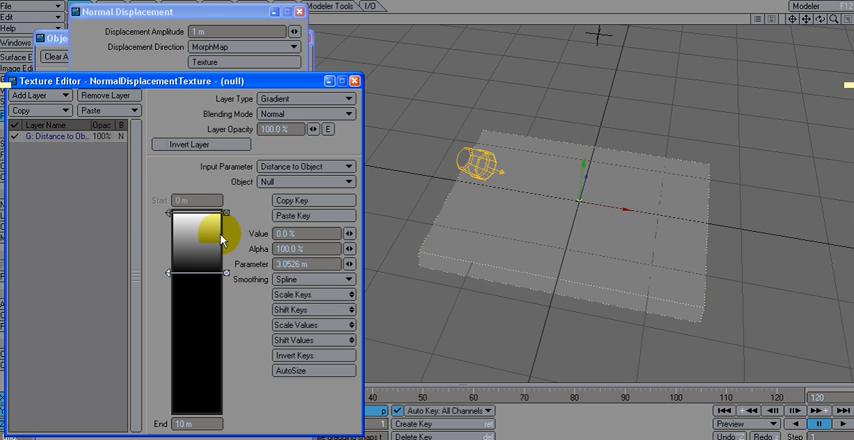 File
Edit
Help
Windows
Surface E
Image Edi
Modeler Tools
I/O
Modeler
F12
Normal Displacement
Displacement Amplitude 1 m
Displacement Direction MorphMap
Texture
Obje
Clear A
Texture Editor - NormalDisplacementTexture - (null)
Add Layer Remove Layer
Copy Paste
Layer Name Opac B
G: Distance to Ob.. 100% N
Layer Type Gradient
Blending Mode Normal
Layer Opacity 100.0 % E
Invert Layer
Input Parameter Distance to Object
Object Null
Start 0 m
Copy Key
Paste Key
Value 0.0 %
Alpha 100.0 %
Parameter 3.0526 m
Smoothing Spline
Scale Keys
Shift Keys
Scale Values
Shift Values
Invert Keys
AutoSize
End 10 m
40 50 60 70 80 90 100 110 120
120
p Auto Key: All Channels
Create Key ret
Delete Key de
Preview
Undo Redo Step 1